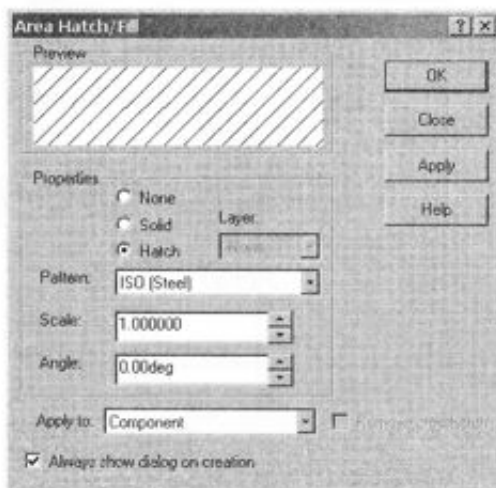 Area Hatch/Fill
Preview
OK
Close
Apply
Help
Properties
None
Solid
Hatch
Layer:
Pattern:
ISO (Steel)
Scale:
1.000000
Angle:
0.00deg
Apply to:
Component
Always show dialog on creation